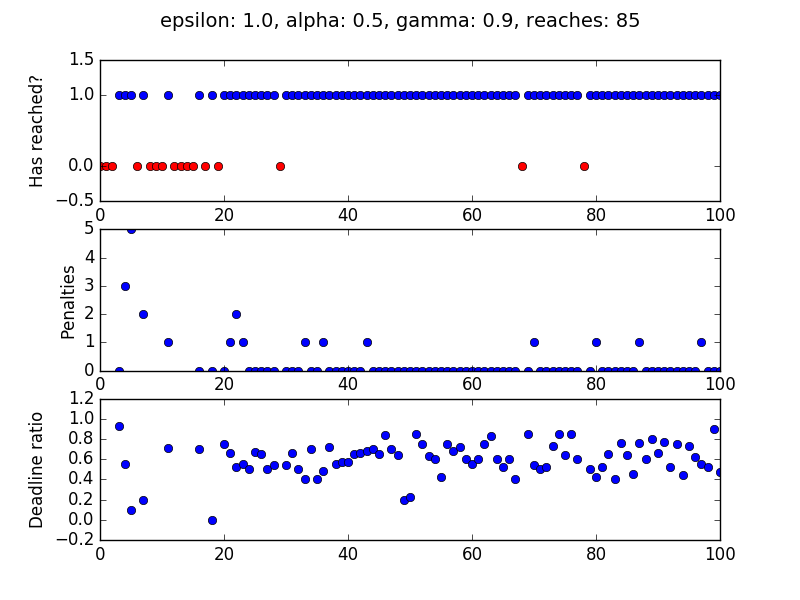 epsilon: 1.0, alpha: 0.5, gamma: 0.9, reaches: 85
Has reached?
1.5
1.0
0.0
−0.5
0 20 40 60 80 100
Penalties
5
4
3
2
1
0
0 20 40 60 80 100
Deadline ratio
1.2
1.0
0.8
0.6
0.4
0.2
0.0
−0.2
0 20 40 60 80 100